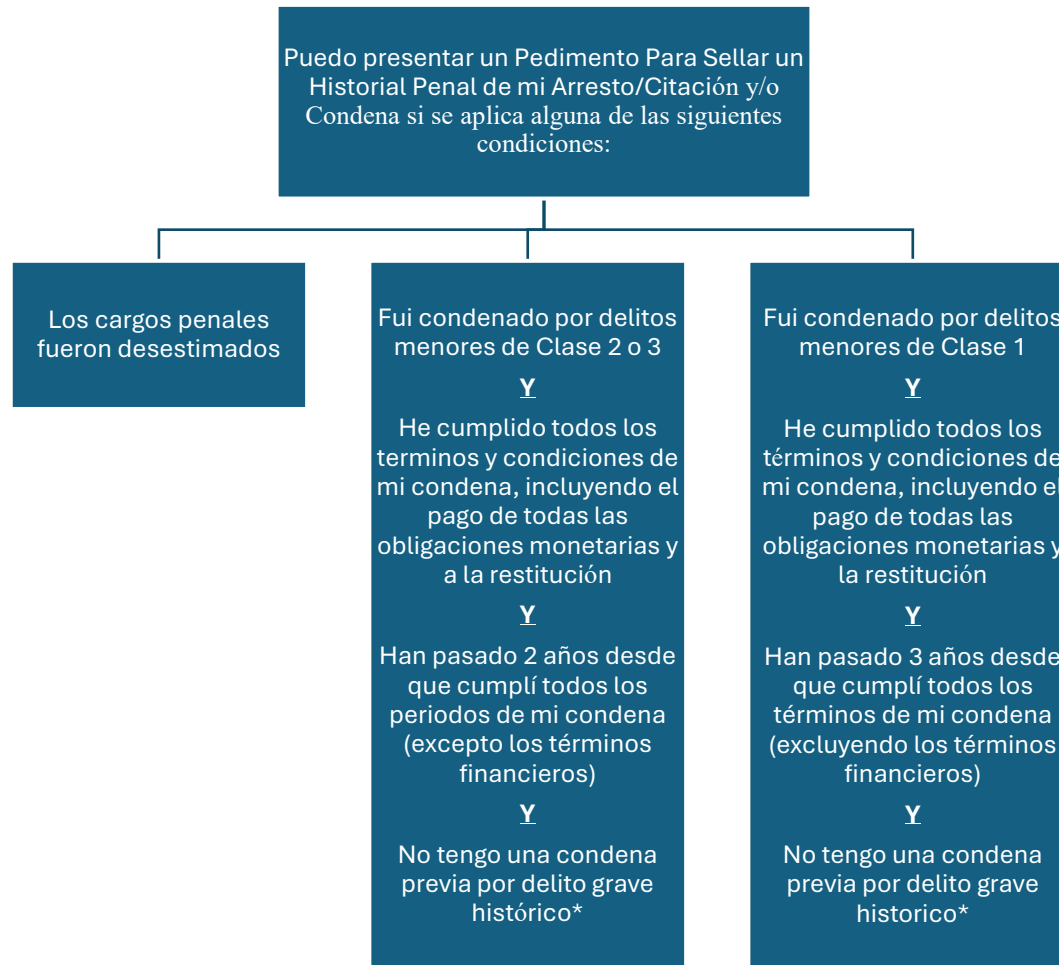 Puedo presentar un Pedimento Para Sellar un
Historial Penal de mi Arresto/Citación y/o
Condena si se aplica alguna de las siguientes
condiciones:
Los cargos penales
fueron desestimados
Fui condenado por delitos
menores de Clase 2 o 3
Y
He cumplido todos los
terminos y condiciones de
mi condena, incluyendo el
pago de todas las
obligaciones monetarias y
a la restitución
Y
Han pasado 2 años desde
que cumplí todos los
periodos de mi condena
(excepto los términos
financieros)
Y
No tengo una condena
previa por delito grave
histórico*
Fui condenado por delitos
menores de Clase 1
Y
He cumplido todos los
términos y condiciones de
mi condena, incluyendo el
pago de todas las
obligaciones monetarias y
la restitución
Y
Han pasado 3 años desde
que cumplí todos los
términos de mi condena
(excluyendo los términos
financieros)
Y
No tengo una condena
previa por delito grave
historico*